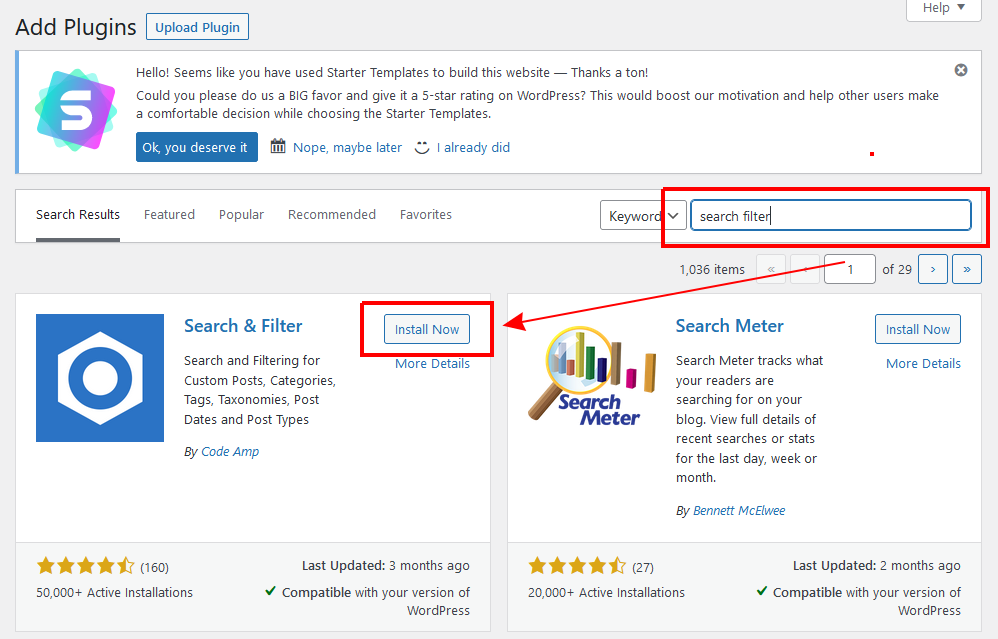 Help
Add Plugins Upload Plugin
Hello! Seems like you have used Starter Templates to build this website — Thanks a ton!
Could you please do us a BIG favor and give it a 5-star rating on WordPress? This would boost our motivation and help other users make
a comfortable decision while choosing the Starter Templates.
Ok, you deserve it Nope, maybe later I already did
Search Results Featured Popular Recommended Favorites Keyword search filter
1,036 items « ‹ 1 of 29 › »
Search & Filter
Install Now
More Details
Search and Filtering for
Custom Posts, Categories,
Tags, Taxonomies, Post
Dates and Post Types
By Code Amp
(160)
50,000+ Active Installations
Last Updated: 3 months ago
Compatible with your version of
WordPress
Search
Meter
Search Meter
Install Now
More Details
Search Meter tracks what
your readers are
searching for on your
blog. View full details of
recent searches or stats
for the last day, week or
month.
By Bennett McElwee
(27)
20,000+ Active Installations
Last Updated: 2 months ago
Compatible with your version of
WordPress